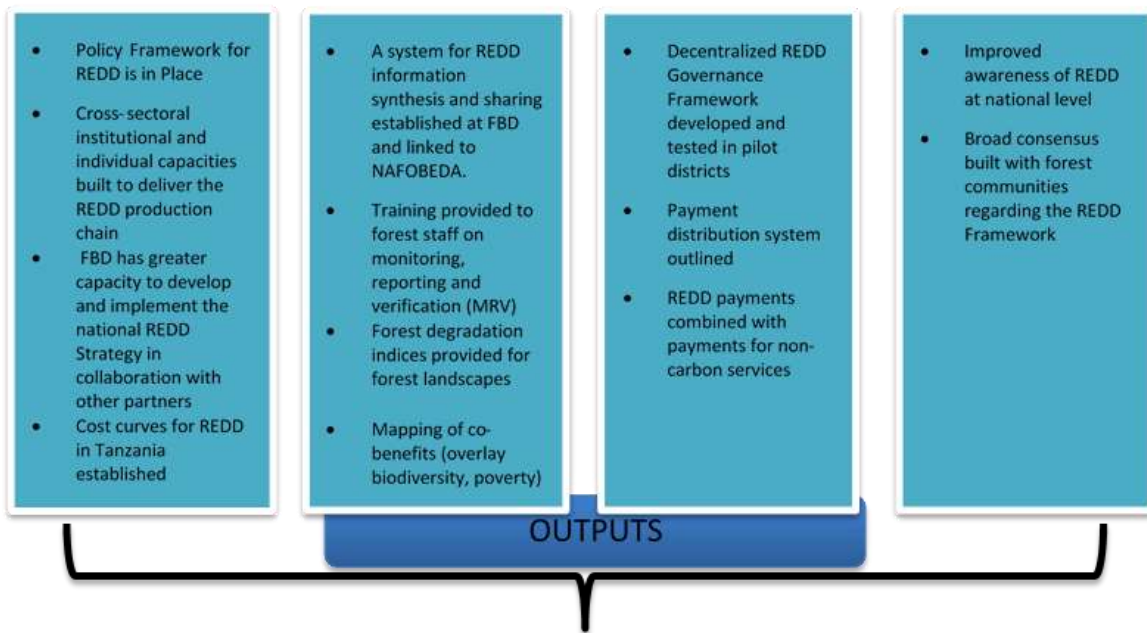 Policy Framework for
REDD is in Place
Cross- sectoral
institutional and
individual capacities
built to deliver the
REDD production
chain
FBD has greater
capacity to develop
and implement the
national REDD
Strategy in
collaboration with
other partners
Cost curves for REDD
in Tanzania
established
A system for REDD
information
synthesis and sharing
established at FBD
and linked to
NAFOBEDA.
Training provided to
forest staff on
monitoring,
reporting and
verification (MRV)
Forest degradation
indices provided for
forest landscapes
Mapping of co-
benefits (overlay
biodiversity, poverty)
Decentralized REDD
Governance
Framework
developed and
tested in pilot
districts
Payment
distribution system
outlined
REDD payments
combined with
payments for non-
carbon services
Improved
awareness of REDD
at national level
Broad consensus
built with forest
communities
regarding the REDD
Framework
OUTPUTS